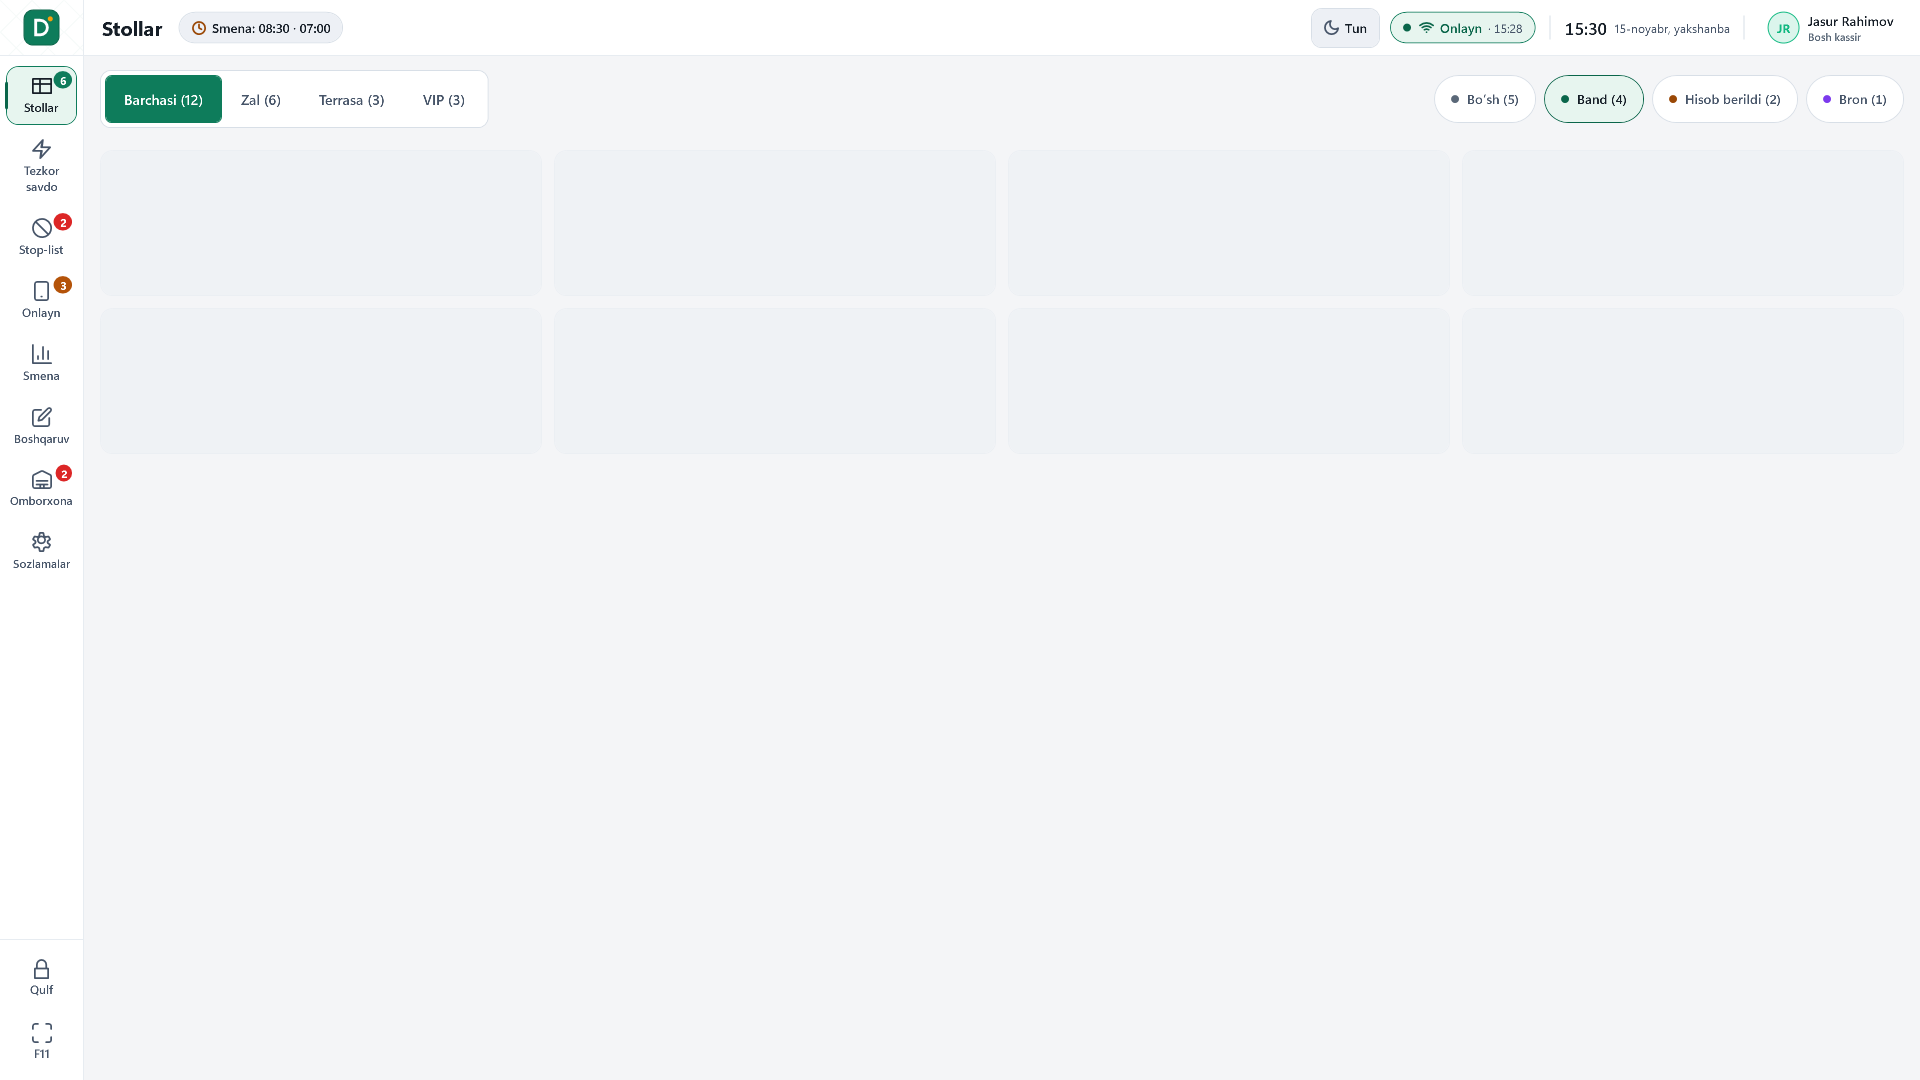 D
Stollar
Smena: 08:30 · 07:00
Tun
Onlayn · 15:28
15:30 15-noyabr, yakshanba
JR
Jasur Rahimov
Bosh kassir
6
Stollar
Tezkor
savdo
2
Stop-list
3
Onlayn
Smena
Boshqaruv
2
Omborxona
Sozlamalar
Qulf
F11
Barchasi (12)
Zal (6)
Terrasa (3)
VIP (3)
Bo‘sh (5)
Band (4)
Hisob berildi (2)
Bron (1)